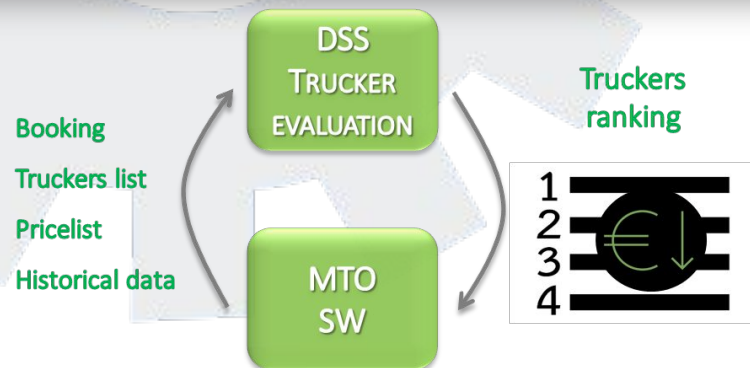 DSS
TRUCKER
EVALUATION
Truckers
ranking
Booking
Truckers list
Pricelist
Historical data
MTO
SW
1
2
3
4
€↓